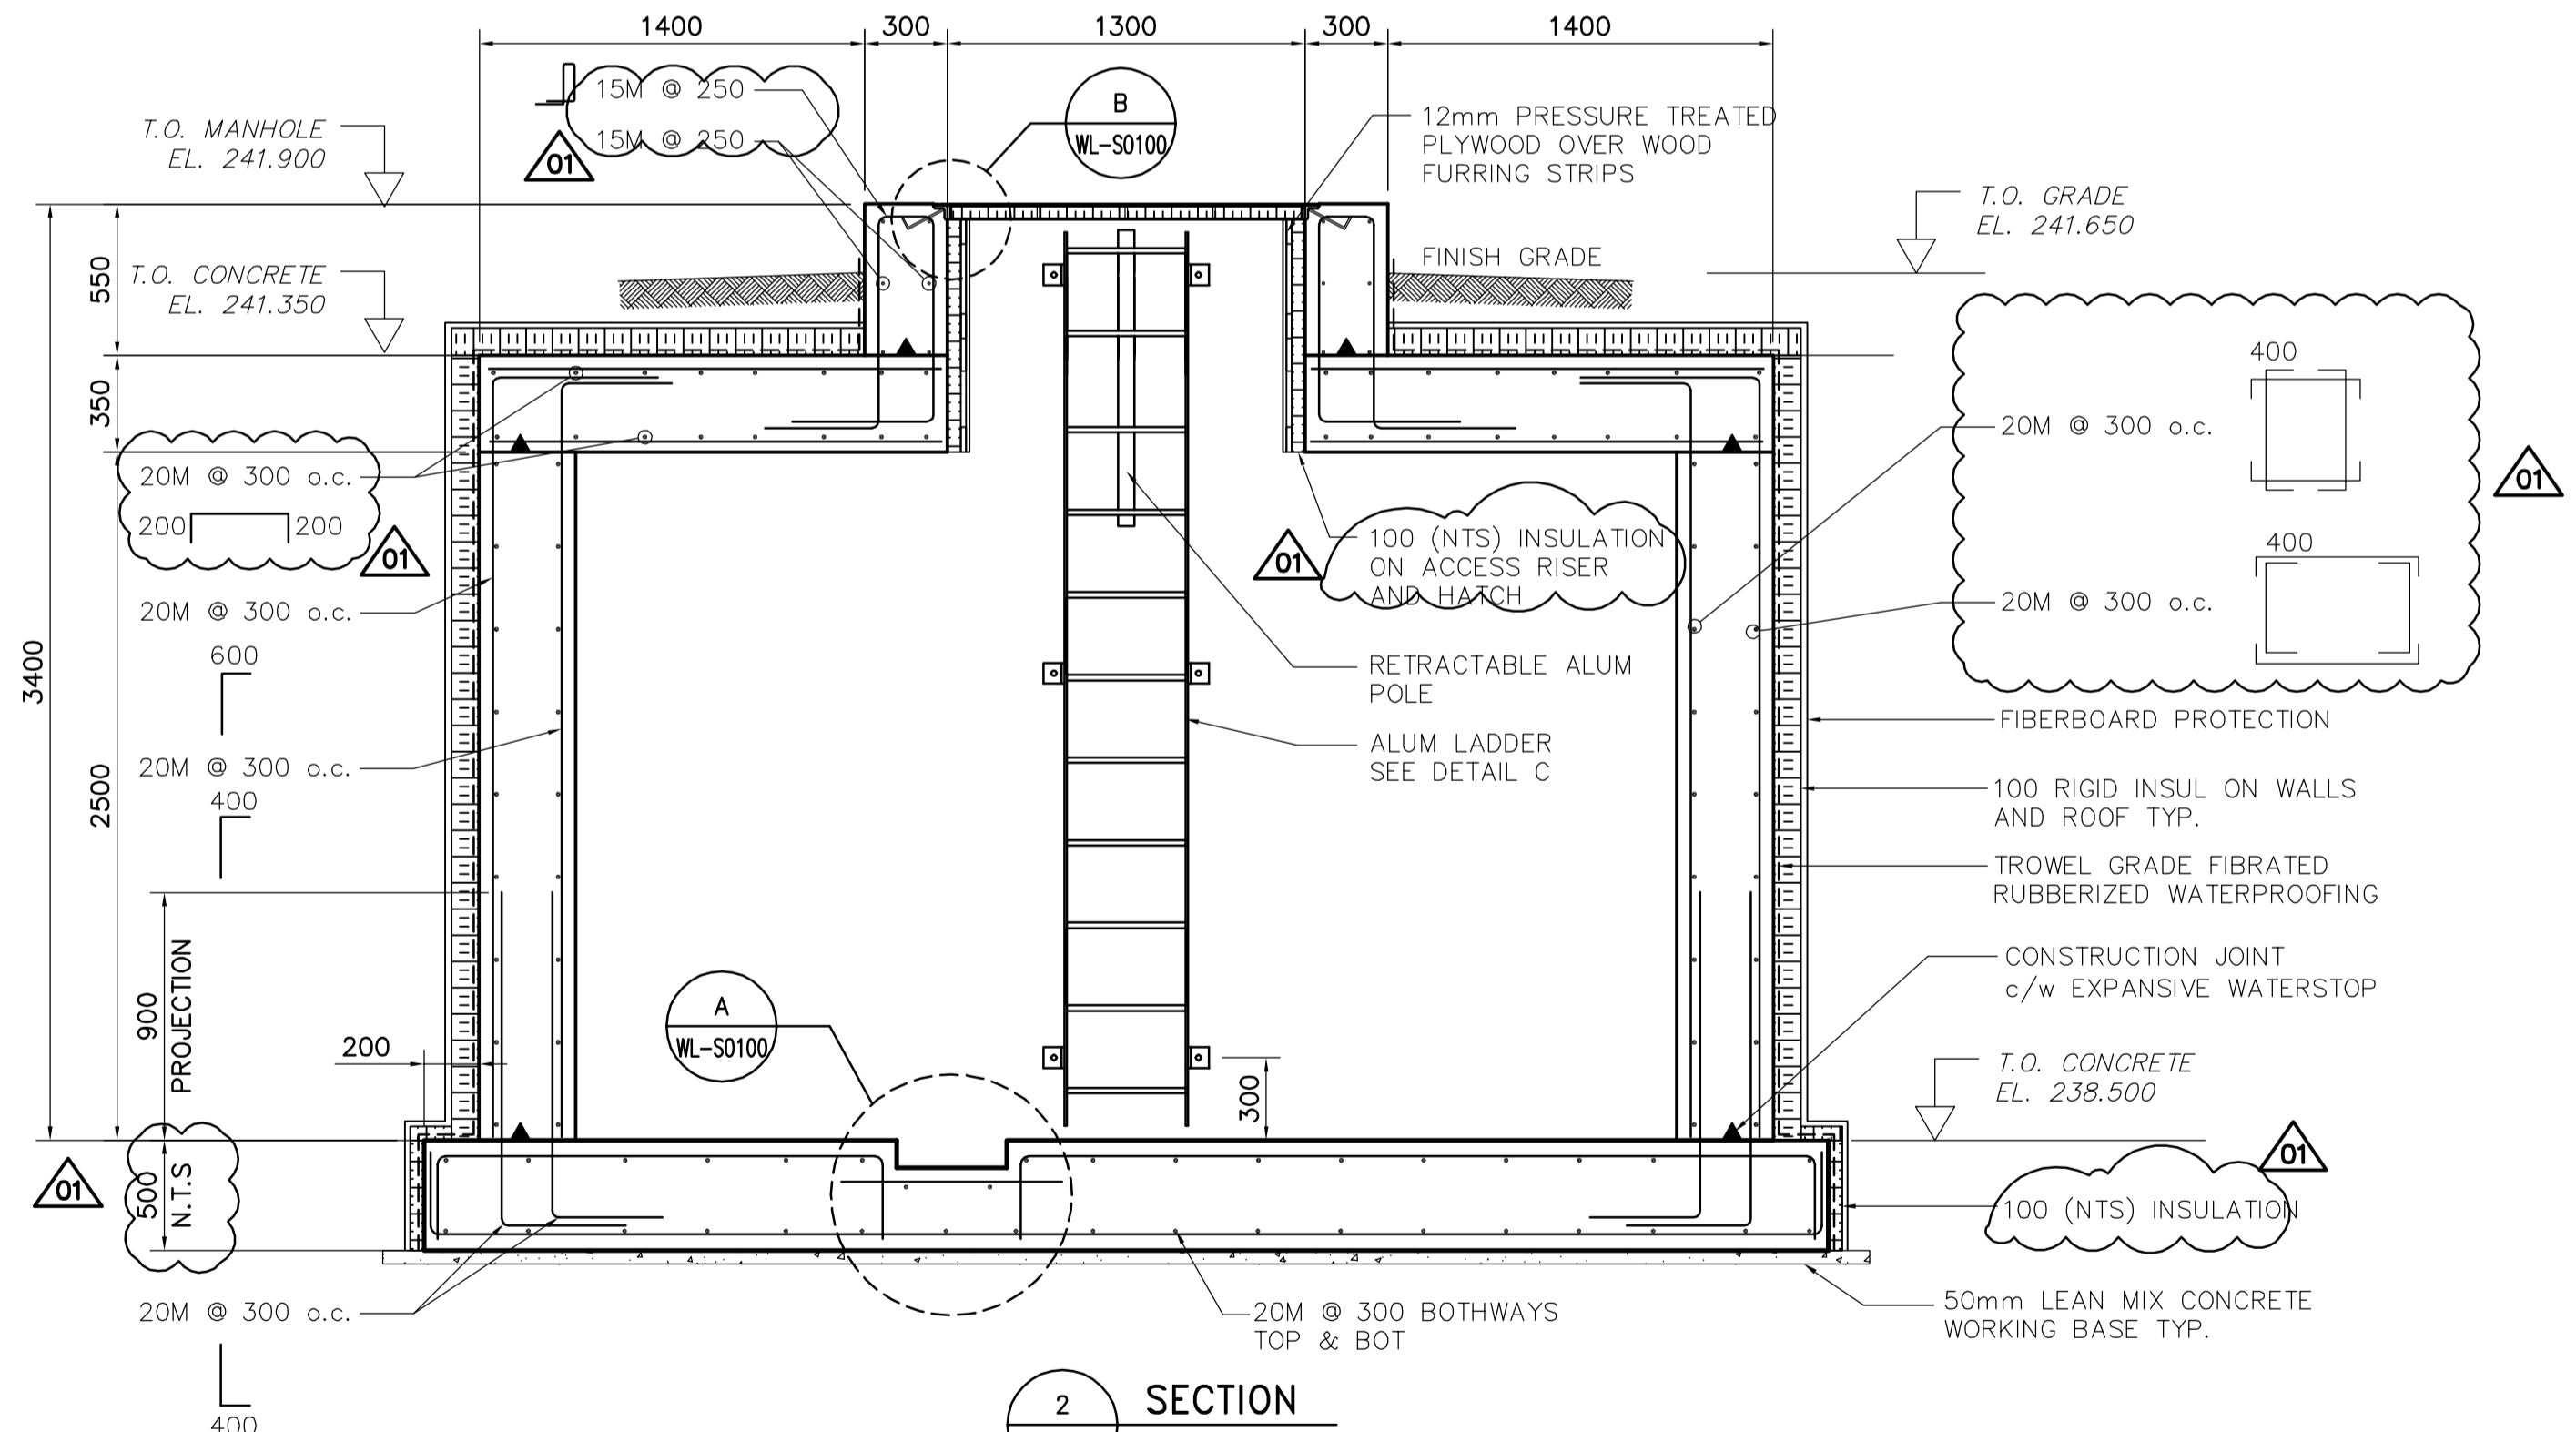 1400
300
1300
300
1400
15M @ 250
15M @ 250
01
B
WL-S0100
T.O. MANHOLE
EL. 241.900
12mm PRESSURE TREATED
PLYWOOD OVER WOOD
FURRING STRIPS
T.O. GRADE
EL. 241.650
FINISH GRADE
T.O. CONCRETE
EL. 241.350
550
350
3400
2500
20M @ 300 o.c.
200
200
01
20M @ 300 o.c.
600
20M @ 300 o.c.
400
900
PROJECTION
200
500
N.T.S
01
20M @ 300 o.c.
400
A
WL-S0100
300
01
100 (NTS) INSULATION
ON ACCESS RISER
AND HATCH
RETRACTABLE ALUM
POLE
ALUM LADDER
SEE DETAIL C
400
20M @ 300 o.c.
01
400
20M @ 300 o.c.
FIBERBOARD PROTECTION
100 RIGID INSUL ON WALLS
AND ROOF TYP.
TROWEL GRADE FIBRATED
RUBBERIZED WATERPROOFING
CONSTRUCTION JOINT
c/w EXPANSIVE WATERSTOP
T.O. CONCRETE
EL. 238.500
01
100 (NTS) INSULATION
50mm LEAN MIX CONCRETE
WORKING BASE TYP.
20M @ 300 BOTHWAYS
TOP & BOT
2
SECTION